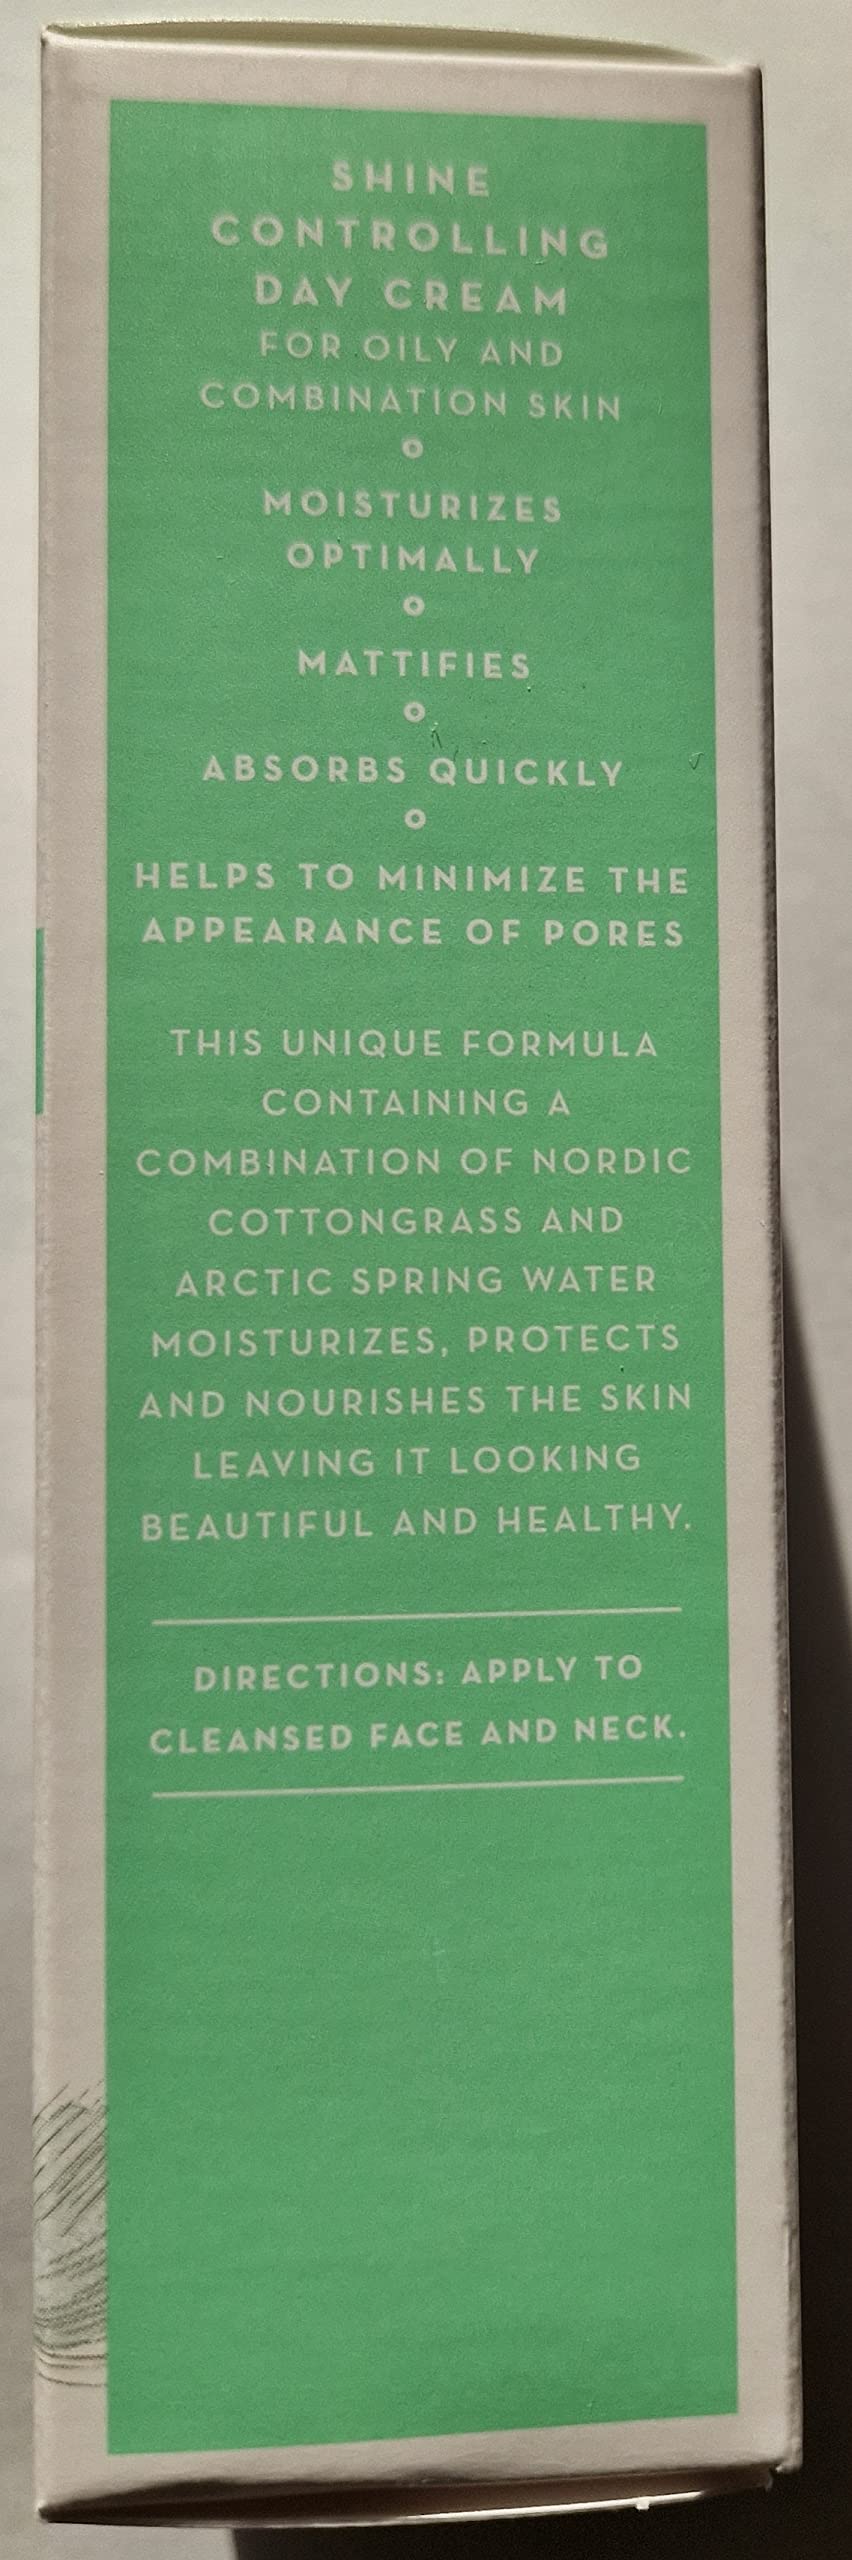 SHINE
CONTROLLING
DAY CREAM
FOR OILY AND
COMBINATION SKIN
MOISTURIZES
OPTIMALLY
MATTIFIES
ABSORBS QUICKLY
HELPS TO MINIMIZE THE
APPEARANCE OF PORES
THIS UNIQUE FORMULA
CONTAINING A
COMBINATION OF NORDIC
COTTONGRASS AND
ARCTIC SPRING WATER
MOISTURIZES, PROTECTS
AND NOURISHES THE SKIN
LEAVING IT LOOKING
BEAUTIFUL AND HEALTHY.
DIRECTIONS: APPLY TO
CLEANSED FACE AND NECK.